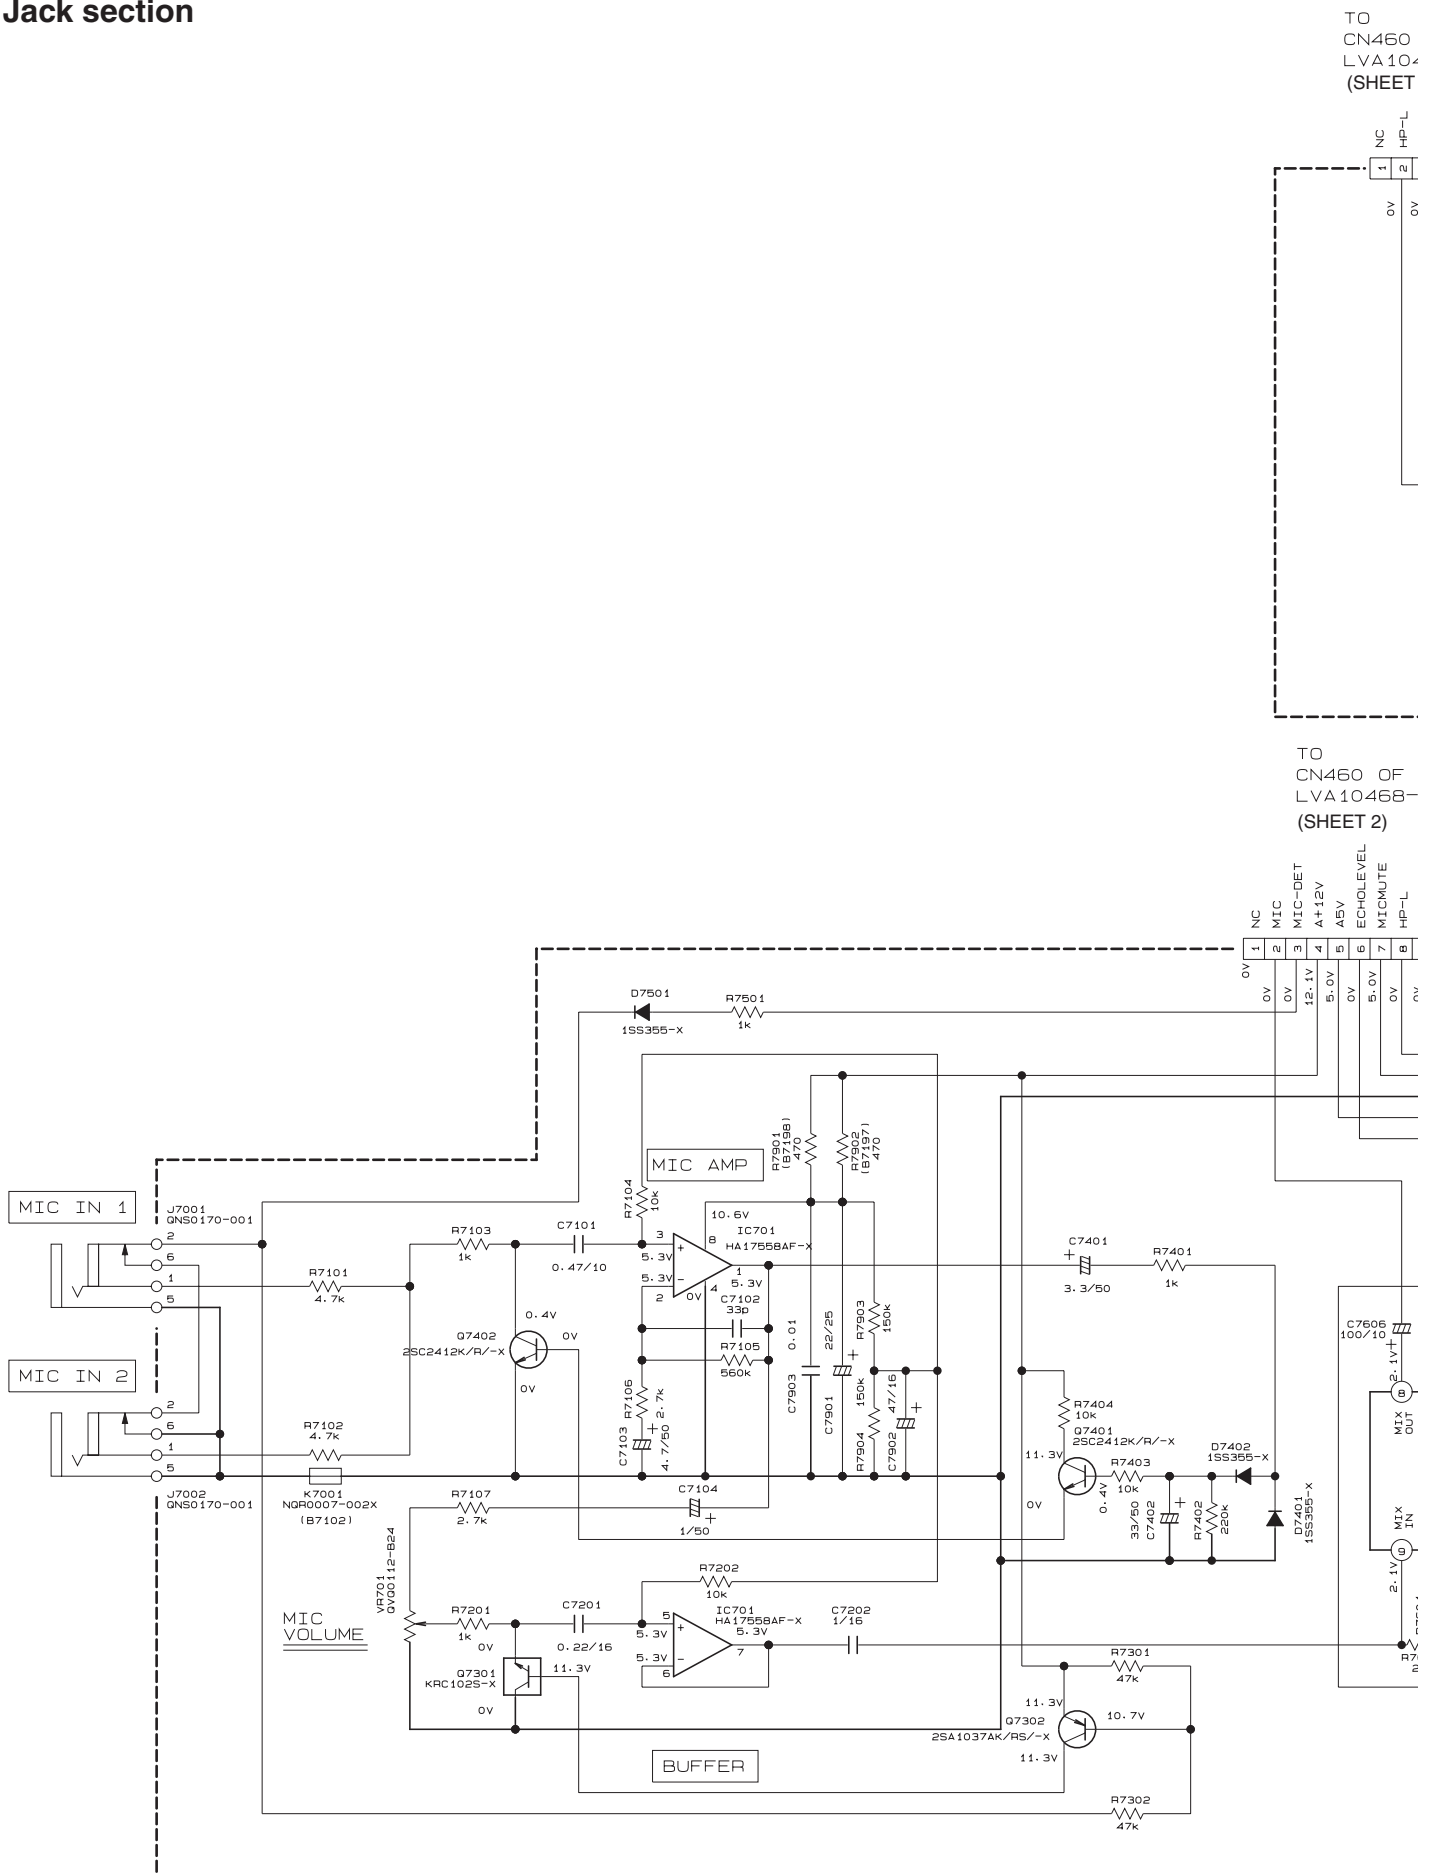 Jack section
TO
CN460
(SHEET
NC
HP-L
1
2
0V
0V
TO
CN460 OF
LVA10468-
(SHEET 2)
NC
MIC
MIC-DET
A+12V
A5V
ECHOLEVEL
MICMUTE
HP-L
1
2
3
4
5
6
7
8
0V
0V
0V
12.1V
5.0V
0V
5.0V
0V
0V
D7501
1SS355-X
R7501
1k
R7901
(B7198)
470
R7902
(B7197)
470
MIC AMP
R7104
10k
MIC IN 1
J7001
QNS0170-001
2
6
1
5
R7101
4.7k
R7103
1k
C7101
0.47/10
3
5.3V
+
5.3V
-
2
10.6V
8
IC701
HA17558AF-X
1
5.3V
4
0V
C7102
33p
R7105
560k
R7106
2.7k
C7103
4.7/50
+
0.4V
Q7402
2SC2412K/R/-X
0V
0V
0.01
C7903
22/25
C7901
+
R7903
150k
150k
R7904
47/16
C7902
+
C7401
+
3.3/50
R7401
1k
C7606
100/10
+
2.1V
8
MIX
OUT
MIX
IN
9
2.1V
MIC IN 2
2
6
1
5
R7102
4.7k
J7002
QNS0170-001
K7001
NQR0007-002X
(B7102)
R7107
2.7k
C7104
+
1/50
R7404
10k
Q7401
2SC2412K/R/-X
11.3V
0V
0.4V
R7403
10k
33/50
C7402
+
R7402
220k
D7402
1SS355-X
D7401
1SS355-X
VR701
QVQ0112-B24
MIC
VOLUME
R7201
1k
0V
C7201
0.22/16
R7202
10k
5
5.3V
+
5.3V
-
6
IC701
HA17558AF-X
5.3V
7
C7202
1/16
Q7301
KRC102S-X
11.3V
0V
R7301
47k
11.3V
Q7302
2SA1037AK/RS/-X
11.3V
10.7V
BUFFER
R7302
47k